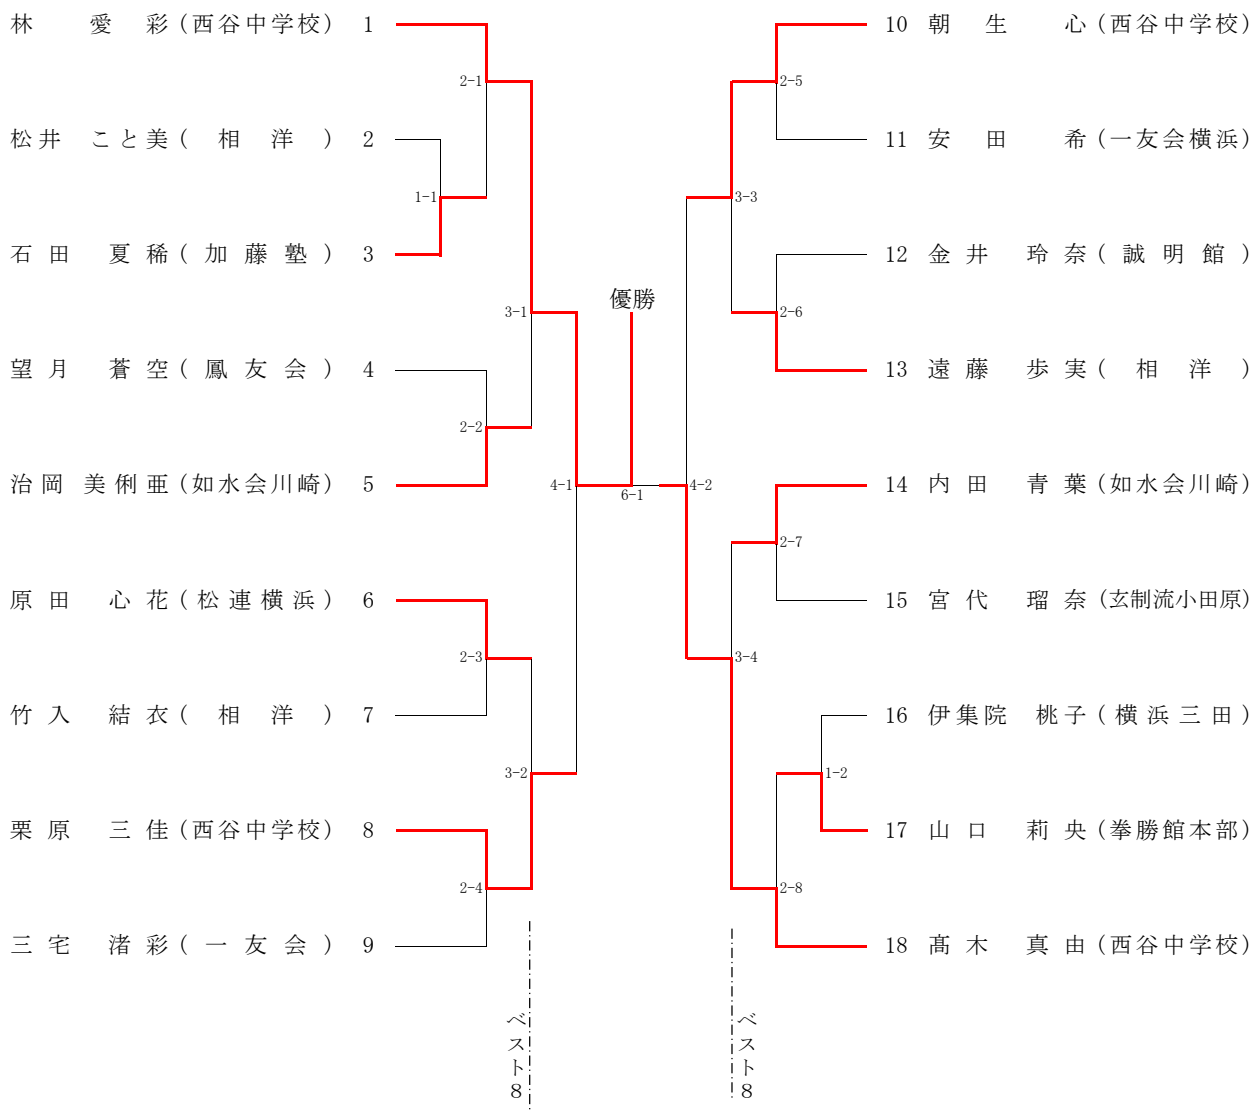 林 愛 彩 (西谷中学校) 1
2-1
松井 こと美 ( 相 洋 ) 2
1-1
石 田 夏 稀 ( 加 藤 塾 ) 3
3-1
望 月 蒼 空 ( 鳳 友 会 ) 4
2-2
治 岡 美 俐 亜 (如水会川崎) 5
4-1
原 田 心 花 ( 松 連 横 浜 ) 6
2-3
竹 入 結 衣 ( 相 洋 ) 7
3-2
栗 原 三 佳 (西谷中学校) 8
2-4
三 宅 渚 彩 ( 一 友 会 ) 9
ベスト8
優勝
6-1
10 朝 生 心 (西谷中学校)
2-5
11 安 田 希 (一友会横浜)
3-3
12 金 井 玲 奈 ( 誠 明 館 )
2-6
13 遠 藤 歩 実 ( 相 洋 )
4-2
14 内 田 青 葉 (如水会川崎)
2-7
15 宮 代 瑠 奈 (玄制流小田原)
3-4
16 伊集院 桃子 ( 横 浜 三 田 )
1-2
17 山 口 莉 央 (拳勝館本部)
2-8
18 髙 木 真 由 (西谷中学校)
ベスト8